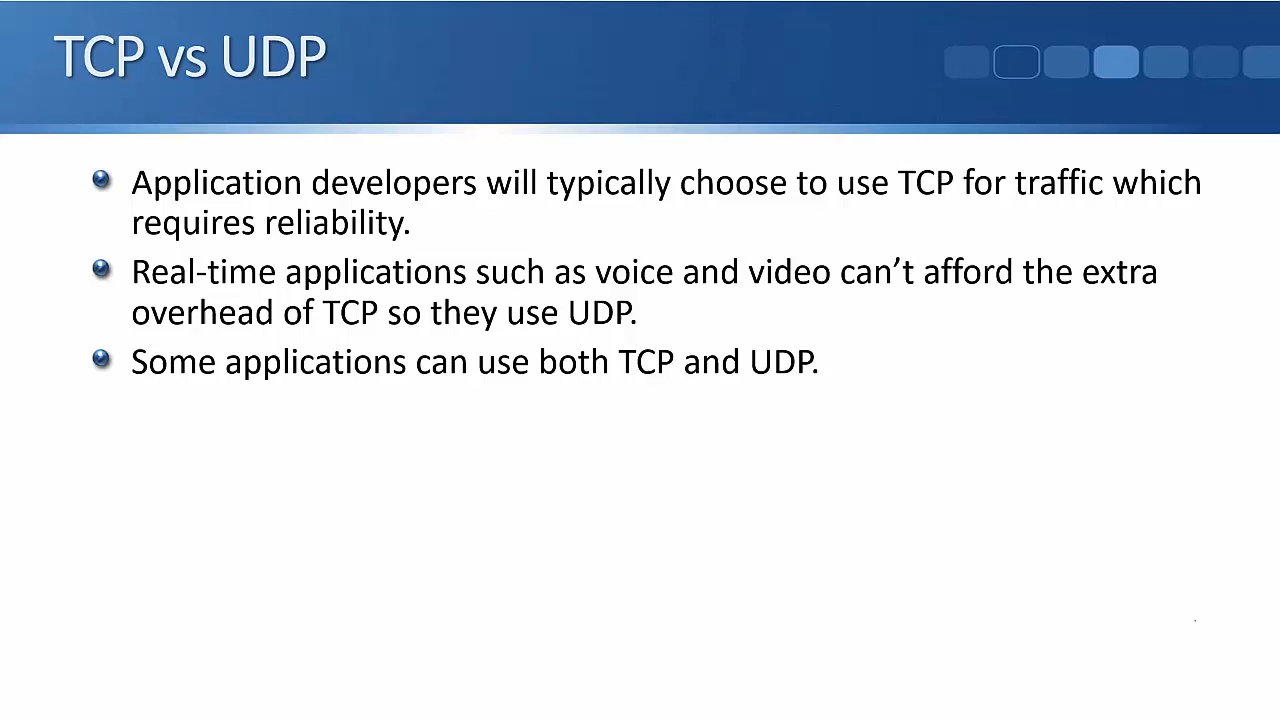 TCP vs UDP
Application developers will typically choose to use TCP for traffic which
requires reliability.
Real-time applications such as voice and video can’t afford the extra
overhead of TCP so they use UDP.
Some applications can use both TCP and UDP.